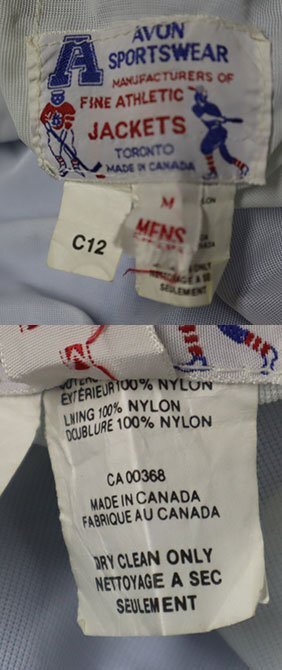 A AVON
SPORTSWEAR
MANUFACTURERS OF
FINE ATHLETIC
JACKETS
TORONTO
MADE IN CANADA
M
MENS
C12
ONLY
NETTOYAGE A SE
SEULEMENT
EXTÉRIEUR 100% NYLON
LINING 100% NYLON
DOUBLURE 100% NYLON
CA 00368
MADE IN CANADA
FABRIQUE AU CANADA
DRY CLEAN ONLY
NETTOYAGE A SEC
SEULEMENT